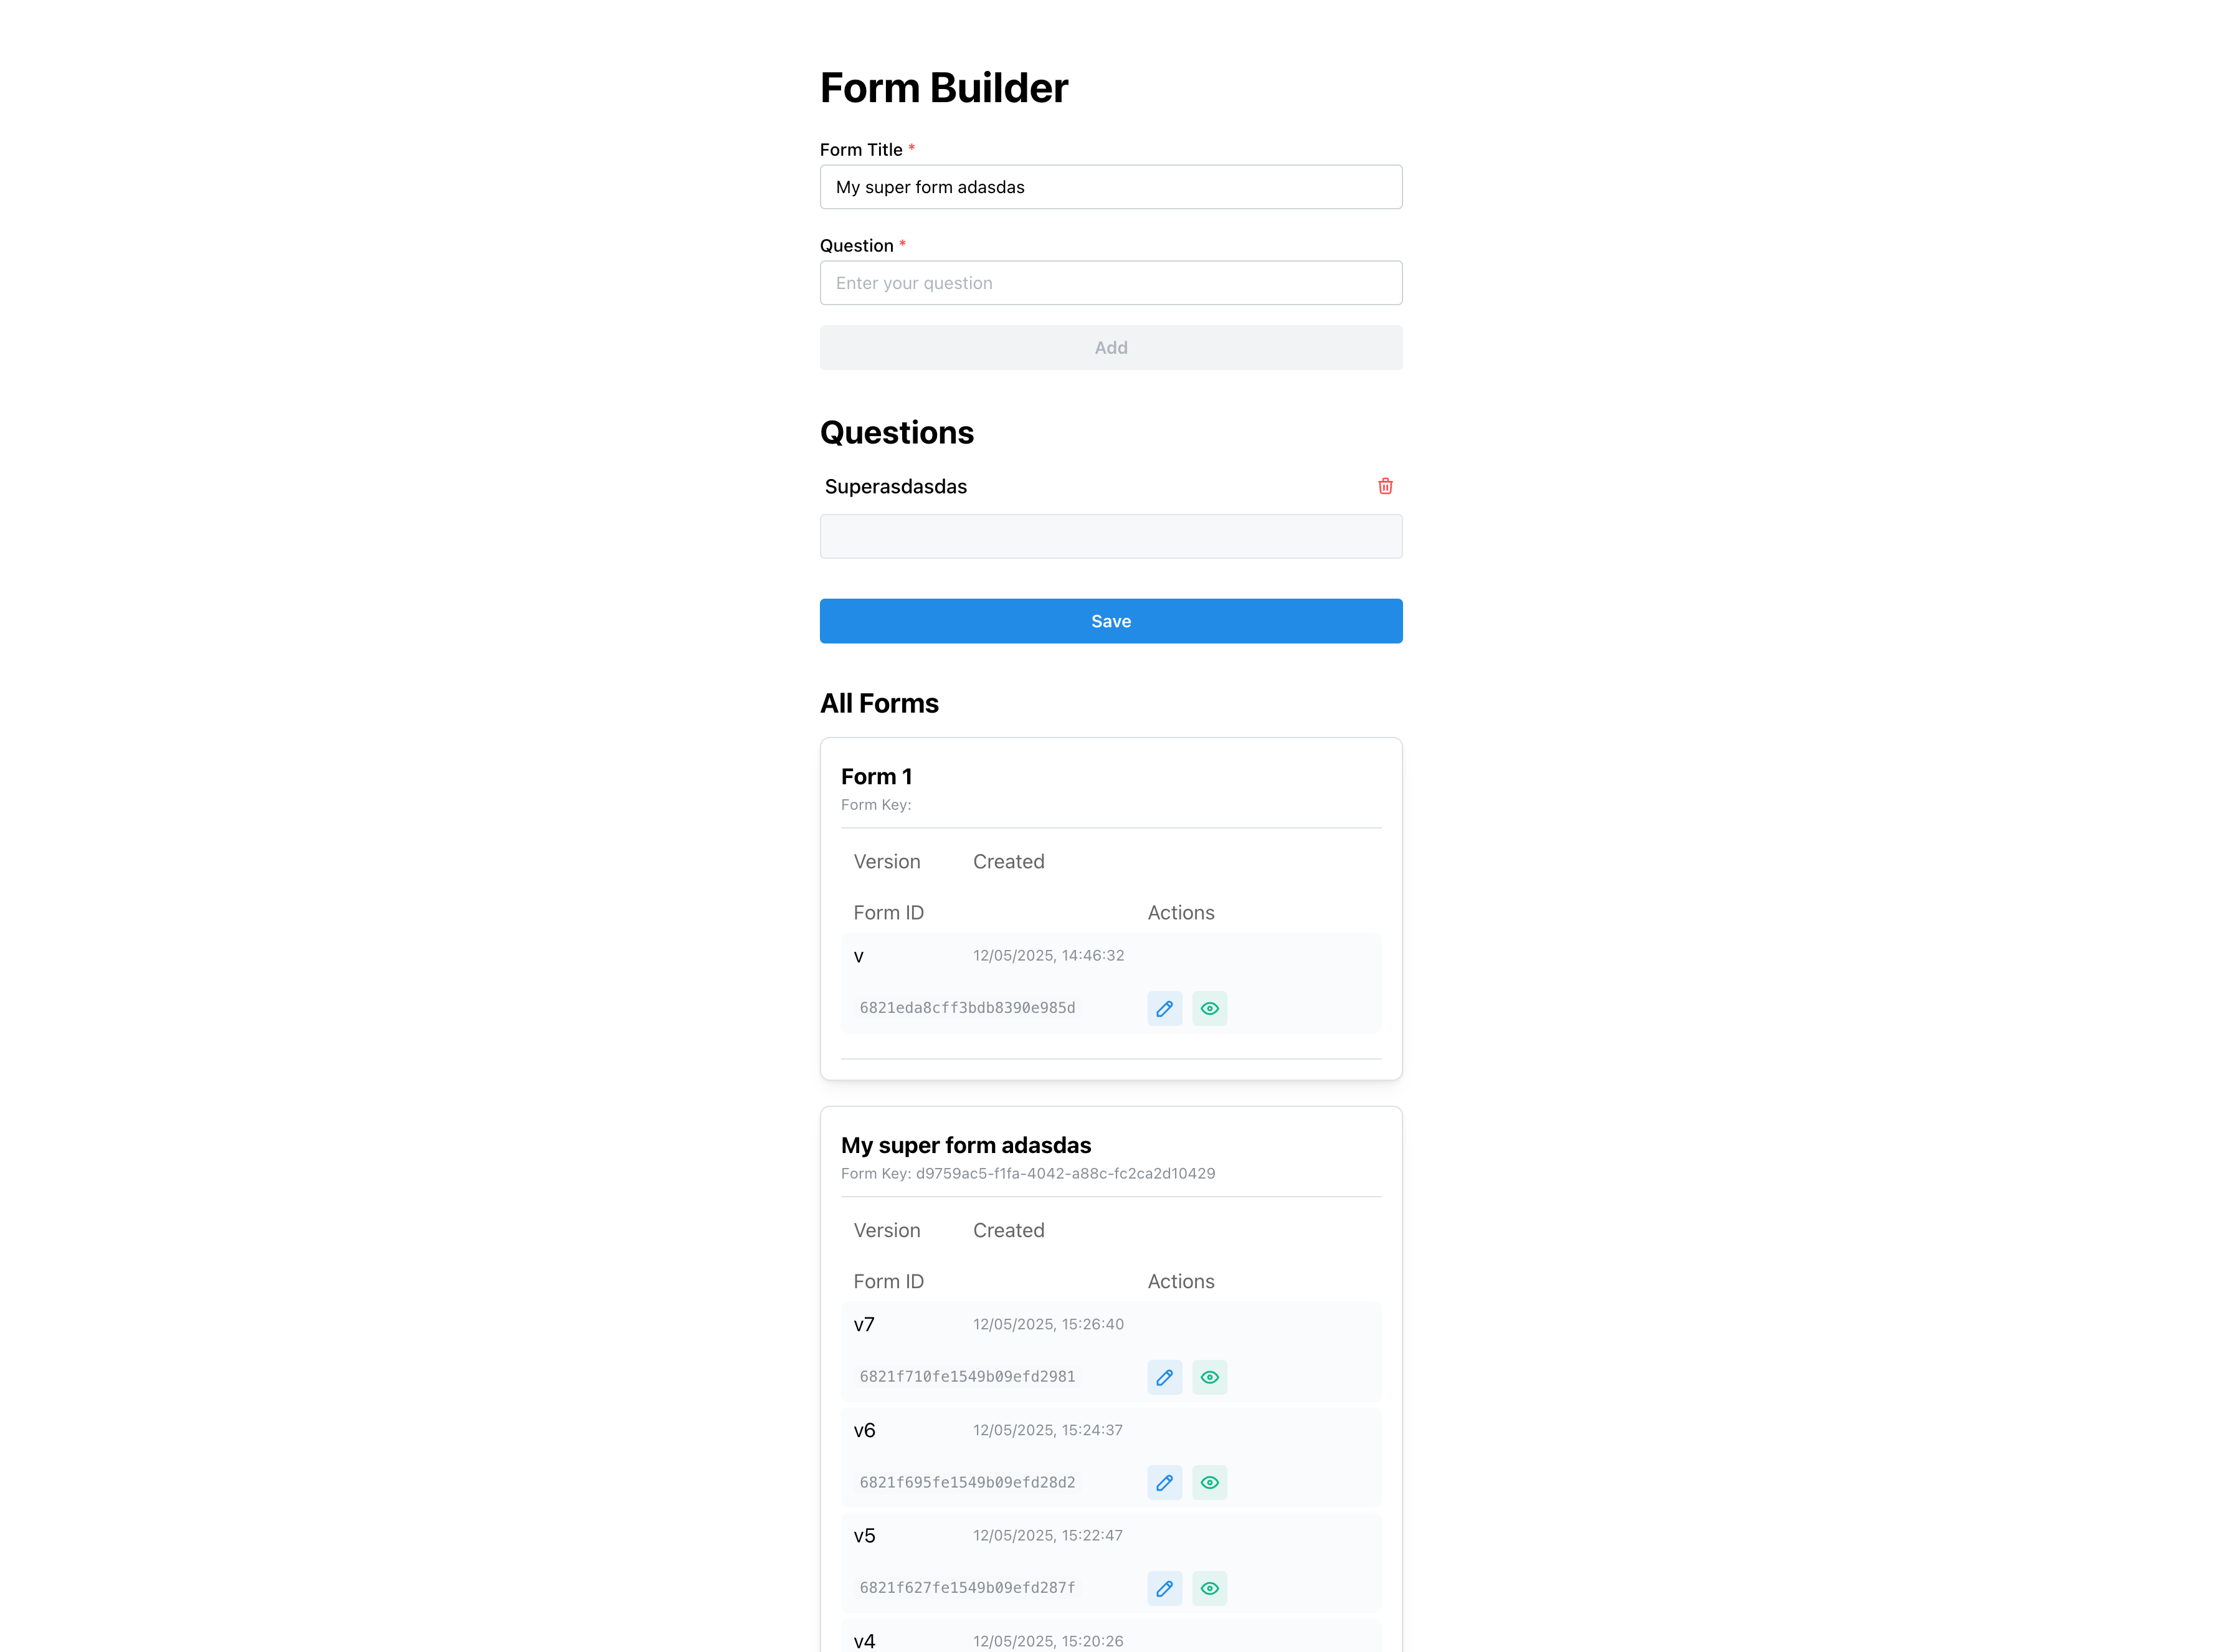 Form Builder
Form Title *
My super form adasdas
Question *
Enter your question
Add
Questions
Superasdasdas
Save
All Forms
Form 1
Form Key:
Version Created
Form ID Actions
v 12/05/2025, 14:46:32
6821eda8cff3bdb8390e985d
My super form adasdas
Form Key: d9759ac5-f1fa-4042-a88c-fc2ca2d10429
Version Created
Form ID Actions
v7 12/05/2025, 15:26:40
6821f710fe1549b09efd2981
v6 12/05/2025, 15:24:37
6821f695fe1549b09efd28d2
v5 12/05/2025, 15:22:47
6821f627fe1549b09efd287f
v4 12/05/2025, 15:20:26